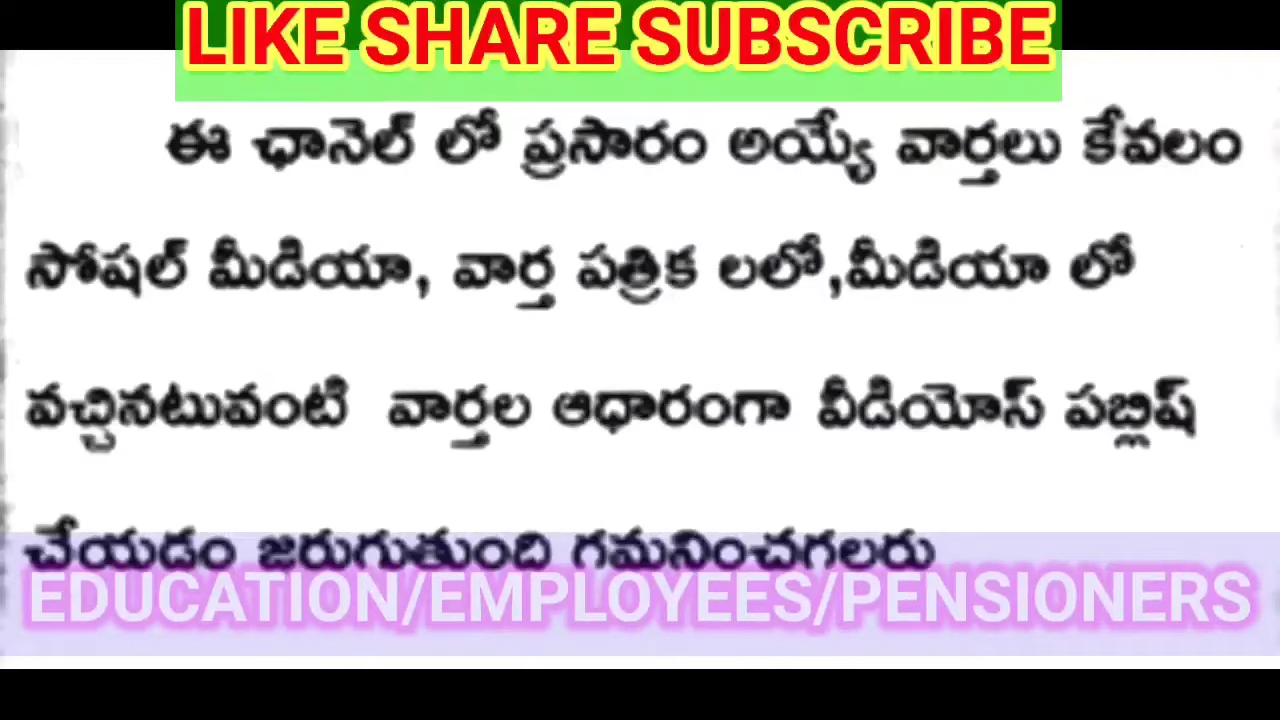 LIKE SHARE SUBSCRIBE
ఈ ఛానెల్ లో ప్రసారం అయ్యే వార్తలు కేవలం
సోషల్ మీడియా, వార్త పత్రిక లలో,మీడియా లో
వచ్చినటువంటి వార్తల ఆధారంగా వీడియోస్ పబ్లిష్
చేయడం జరుగుతుంది గమనించగలరు
EDUCATION/EMPLOYEES/PENSIONERS